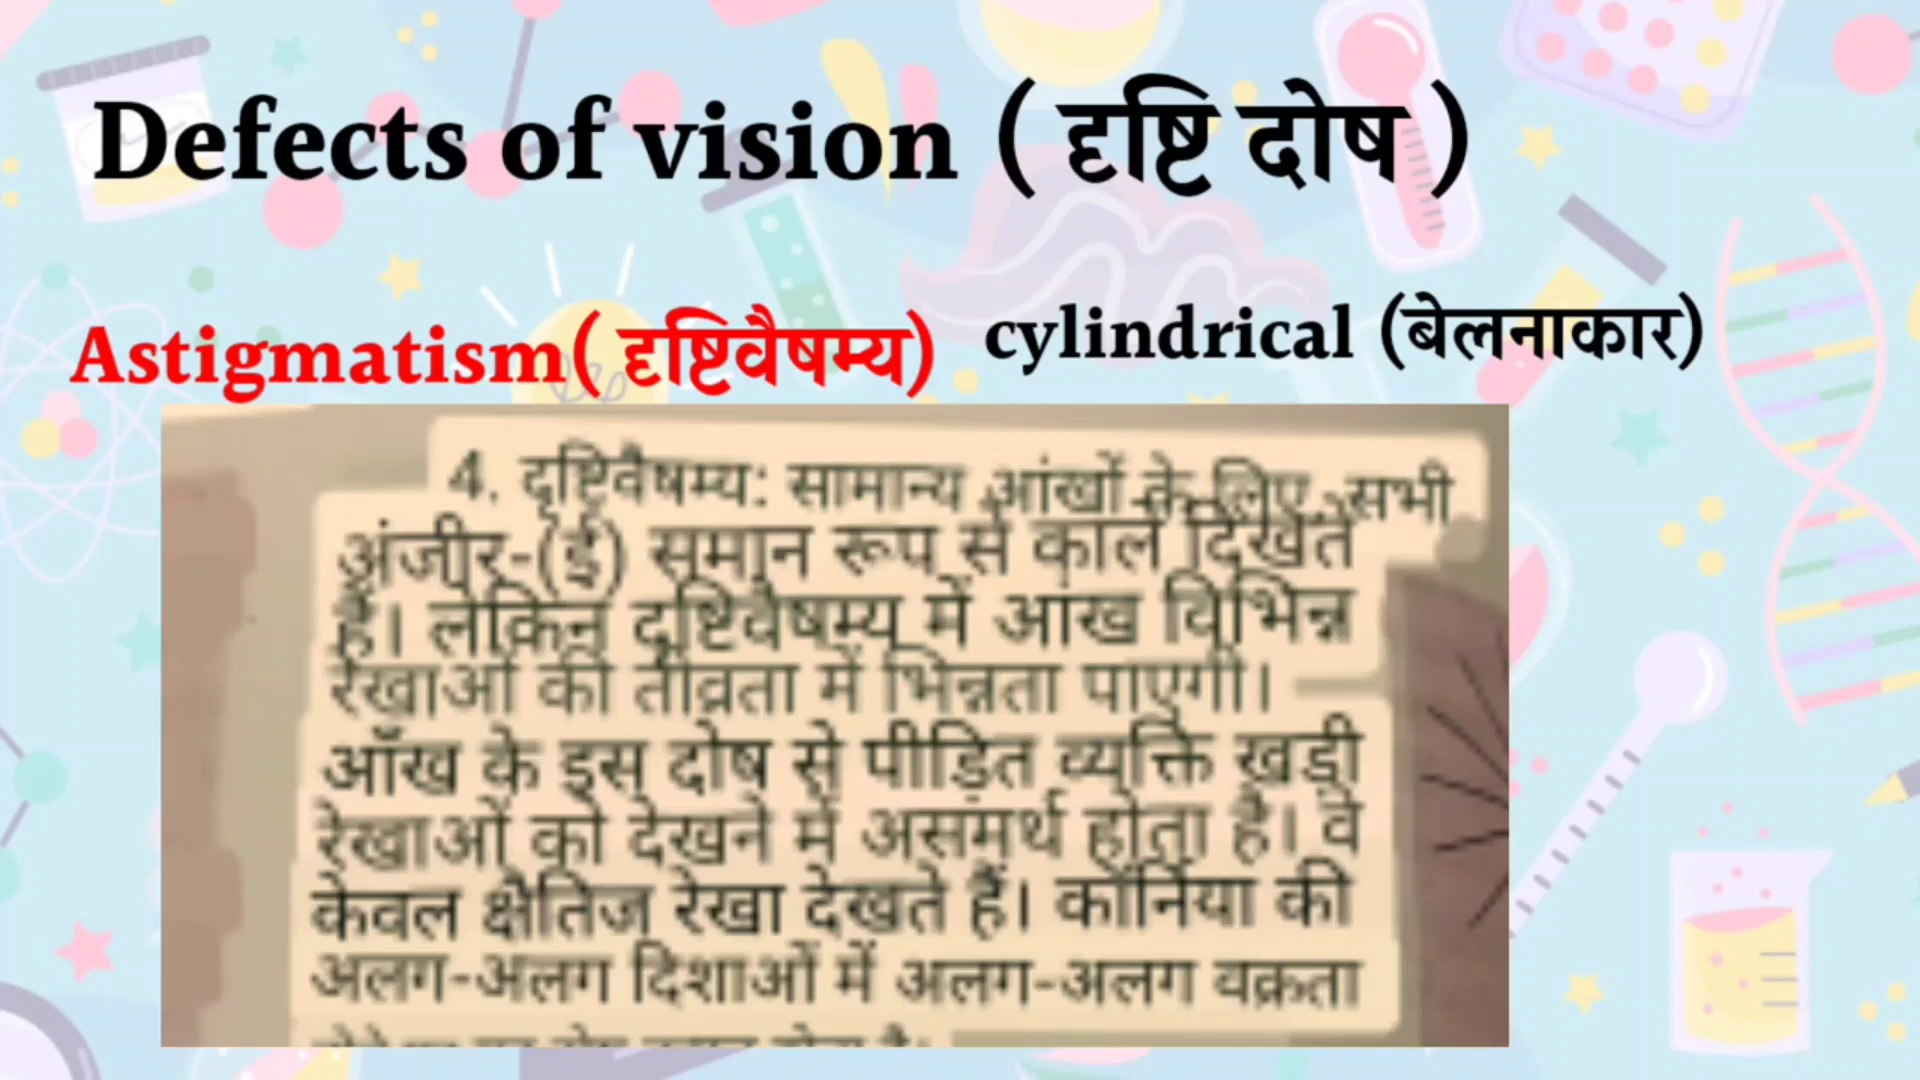 Defects of vision ( दृष्टि दोष )
Astigmatism( दृष्टिवैषम्य) cylindrical (बेलनाकार)
4. दृष्टिवैषम्य: सामान्य आंखों के लिए, सभी
अंजीर-(ई) समान रूप से काले दिखते
हैं। लेकिन दृष्टिवैषम्य में आंख विभिन्न
रेखाओं की तीव्रता में भिन्नता पाएगी।
आँख के इस दोष से पीड़ित व्यक्ति खड़ी
रेखाओं को देखने में असमर्थ होता है। वे
केवल क्षैतिज रेखा देखते हैं। कॉर्निया की
अलग-अलग दिशाओं में अलग-अलग वक्रता